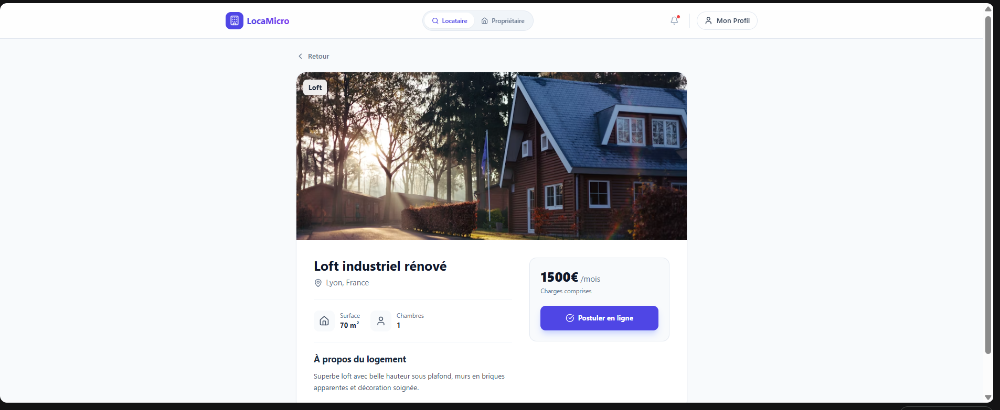 LocaMicro
Locataire
Propriétaire
Mon Profil
Retour
Loft
Loft industriel rénové
Lyon, France
1500€ /mois
Charges comprises
Postuler en ligne
Surface
70 m²
Chambres
1
À propos du logement
Superbe loft avec belle hauteur sous plafond, murs en briques
apparentes et décoration soignée.